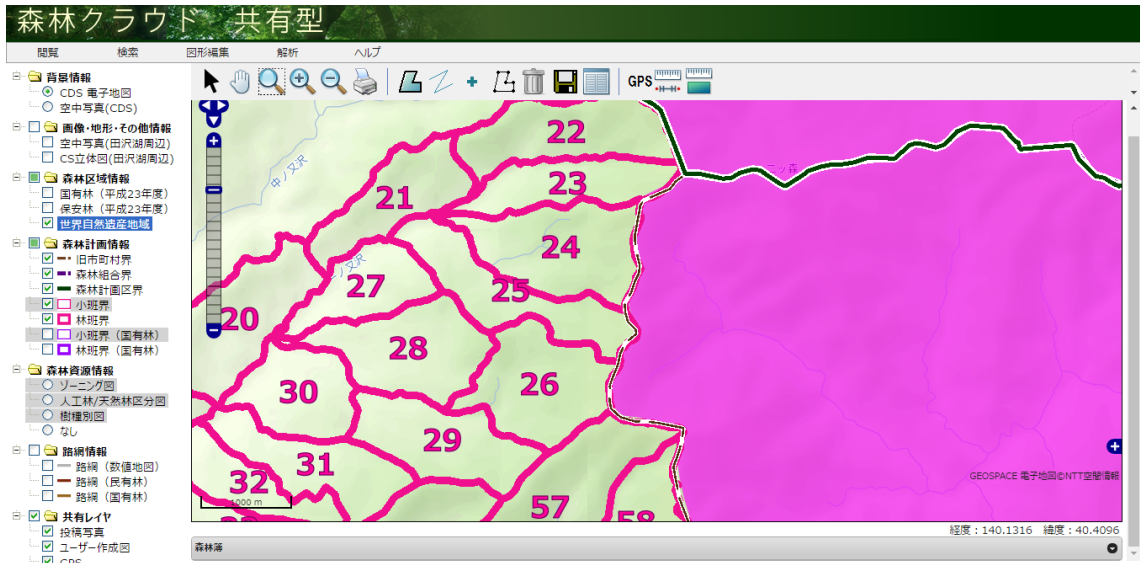 森林クラウド 共有型
閲覧 検索 図形編集 解析 ヘルプ
背景情報
CDS 電子地図
空中写真(CDS)
画像・地形・その他情報
空中写真(田沢湖周辺)
CS立体図(田沢湖周辺)
森林区域情報
国有林（平成23年度）
保安林（平成23年度）
世界自然遺産地域
森林計画情報
旧市町村界
森林組合界
森林計画区界
小班界
林班界
小班界（国有林）
林班界（国有林）
森林資源情報
ゾーニング図
人工林/天然林区分図
樹種別図
なし
路網情報
路網（数値地図）
路網（民有林）
路網（国有林）
共有レイヤ
投稿写真
ユーザー作成図
GPS
GPS
22
中ノ又沢
23
21
二ッ森
24
27
25
20
28
26
30
29
31
32
57
58
1000 m
GEOSPACE 電子地図©NTT空間情報
経度：140.1316 緯度：40.4096
森林簿